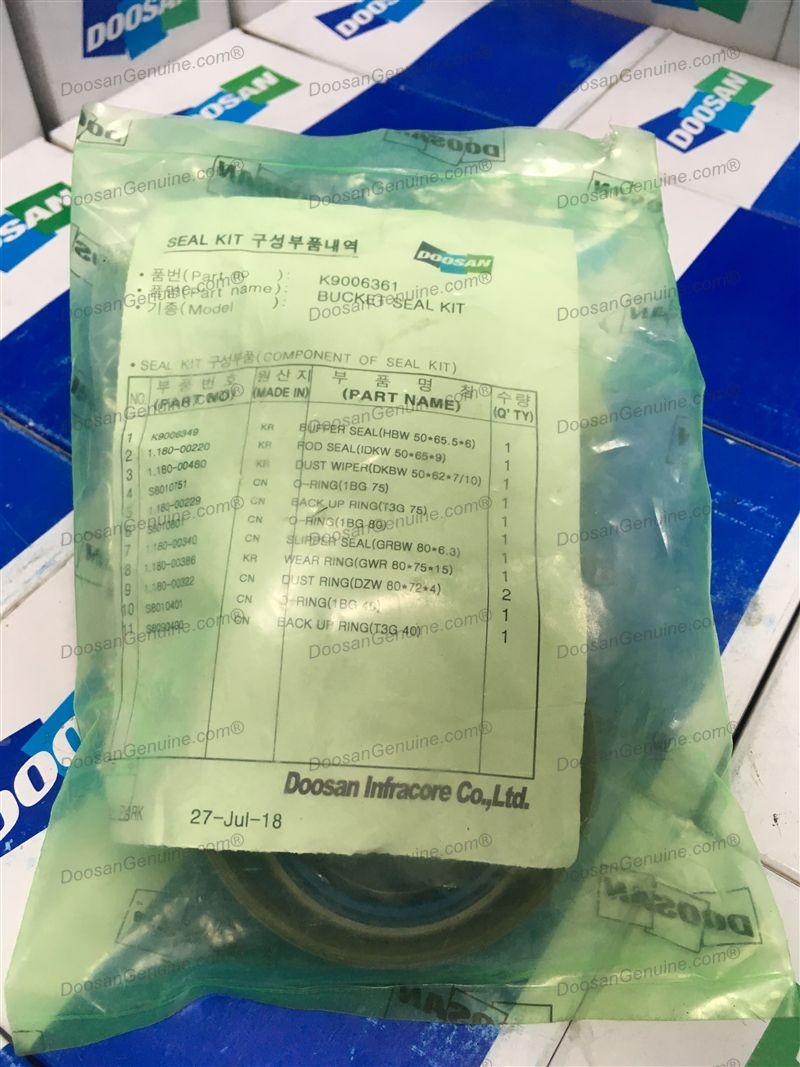 SEAL KIT 구성부품내역
DOOSAN
• 품번(Part no ): K9006361
• 품명(Part name): BUCKET SEAL KIT
• 기종(Model ):
• SEAL KIT 구성부품(COMPONENT OF SEAL KIT)
NO. 부품번호 (PART NO) 원산지 (MADE IN) 부품명칭 (PART NAME) 수량 (Q'TY)
1 K9006349 KR BUFFER SEAL(HBW 50*65.5*6) 1
2 1.180-00220 KR ROD SEAL(IDKW 50*65*9) 1
3 1.180-00460 KR DUST WIPER(DKBW 50*62*7/10) 1
4 S8010751 CN O-RING(1BG 75) 1
5 1.180-00229 CN BACK UP RING(T3G 75) 1
6 S8010801 CN O-RING(1BG 80) 1
7 1.180-00340 CN SLIPPER SEAL(GRBW 80*6.3) 1
8 1.180-00386 KR WEAR RING(GWR 80*75*15) 1
9 1.180-00322 CN DUST RING(DZW 80*72*4) 2
10 S8010401 CN O-RING(1BG 40) 1
11 CN BACK UP RING(T3G 40) 1
Doosan Infracore Co.,Ltd.
27-Jul-18
DOOSAN
DOOSAN
DOOSAN
DOOSAN
DOOSAN
DoosanGenuine.com®